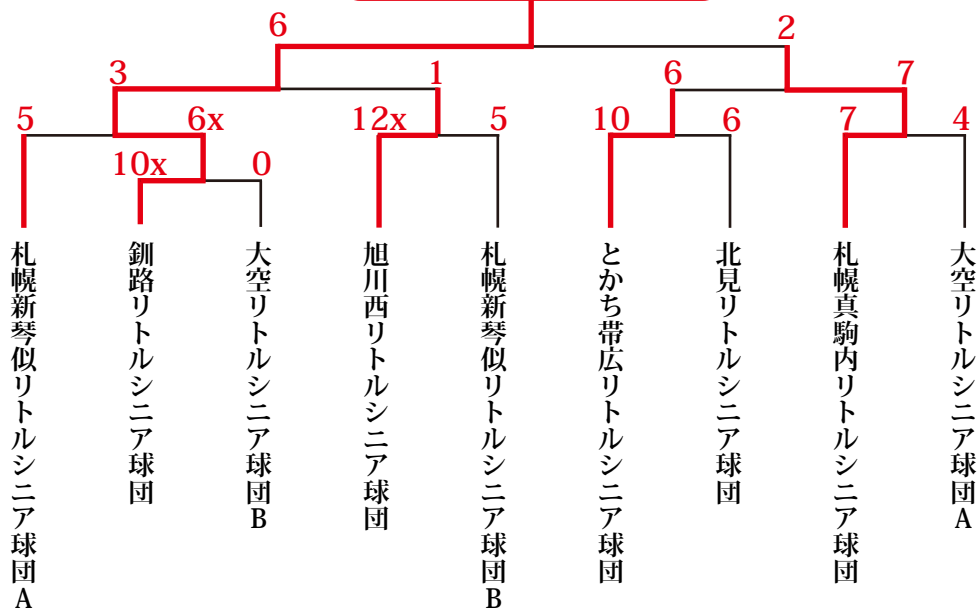 6
2
3
1
6
7
5
6x
12x
5
10
6
7
4
10x
0
札幌新琴似リトルシニア球団A
釧路リトルシニア球団
大空リトルシニア球団B
旭川西リトルシニア球団
札幌新琴似リトルシニア球団B
とかち帯広リトルシニア球団
北見リトルシニア球団
札幌真駒内リトルシニア球団
大空リトルシニア球団A